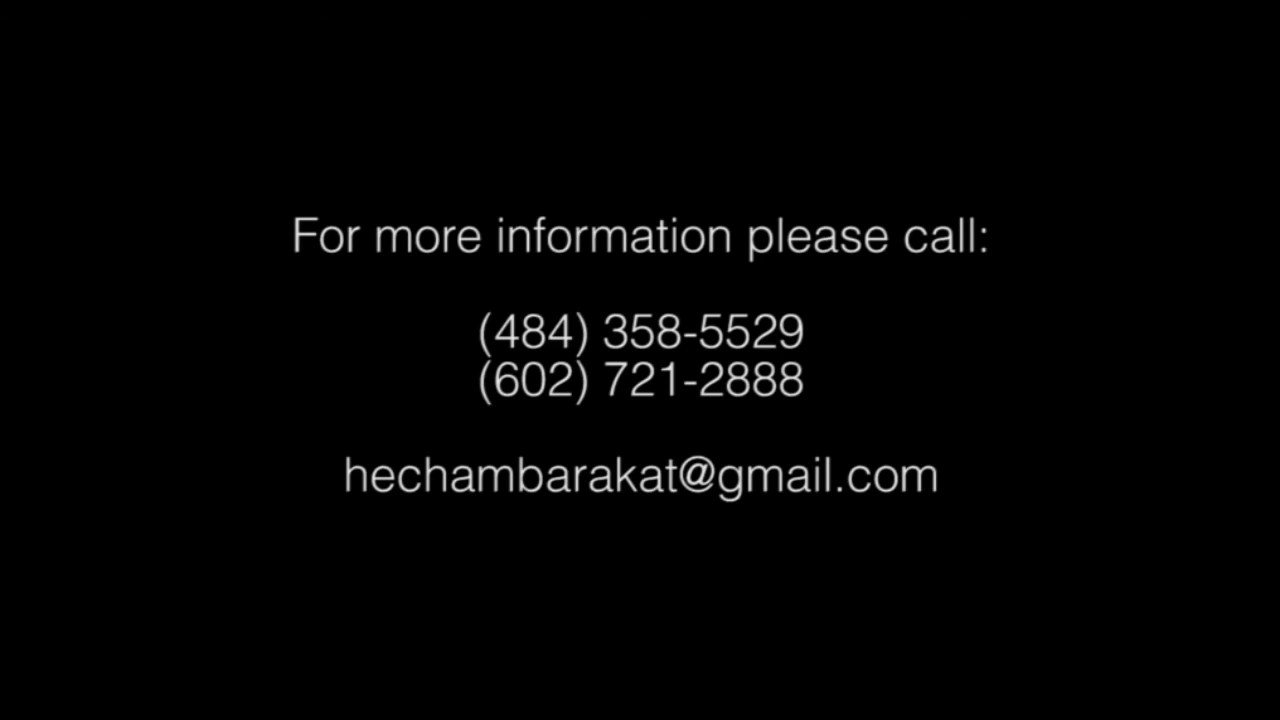 For more information please call:
(484) 358-5529
(602) 721-2888
hechambarakat@gmail.com